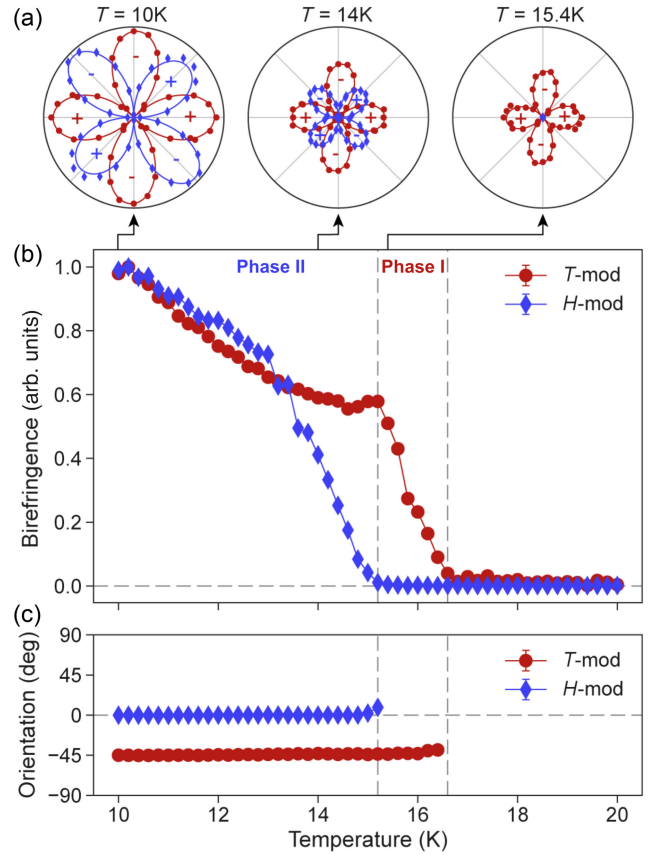 (a)
T = 10K
T = 14K
T = 15.4K
-
+
+
+
+
-
-
-
-
-
+
+
+
-
+
-
-
-
+
+
-
(b)
Phase II
Phase I
T-mod
H-mod
Birefringence (arb. units)
1.0
0.8
0.6
0.4
0.2
0.0
(c)
T-mod
H-mod
Orientation (deg)
90
45
0
−45
−90
10
12
14
16
18
20
Temperature (K)